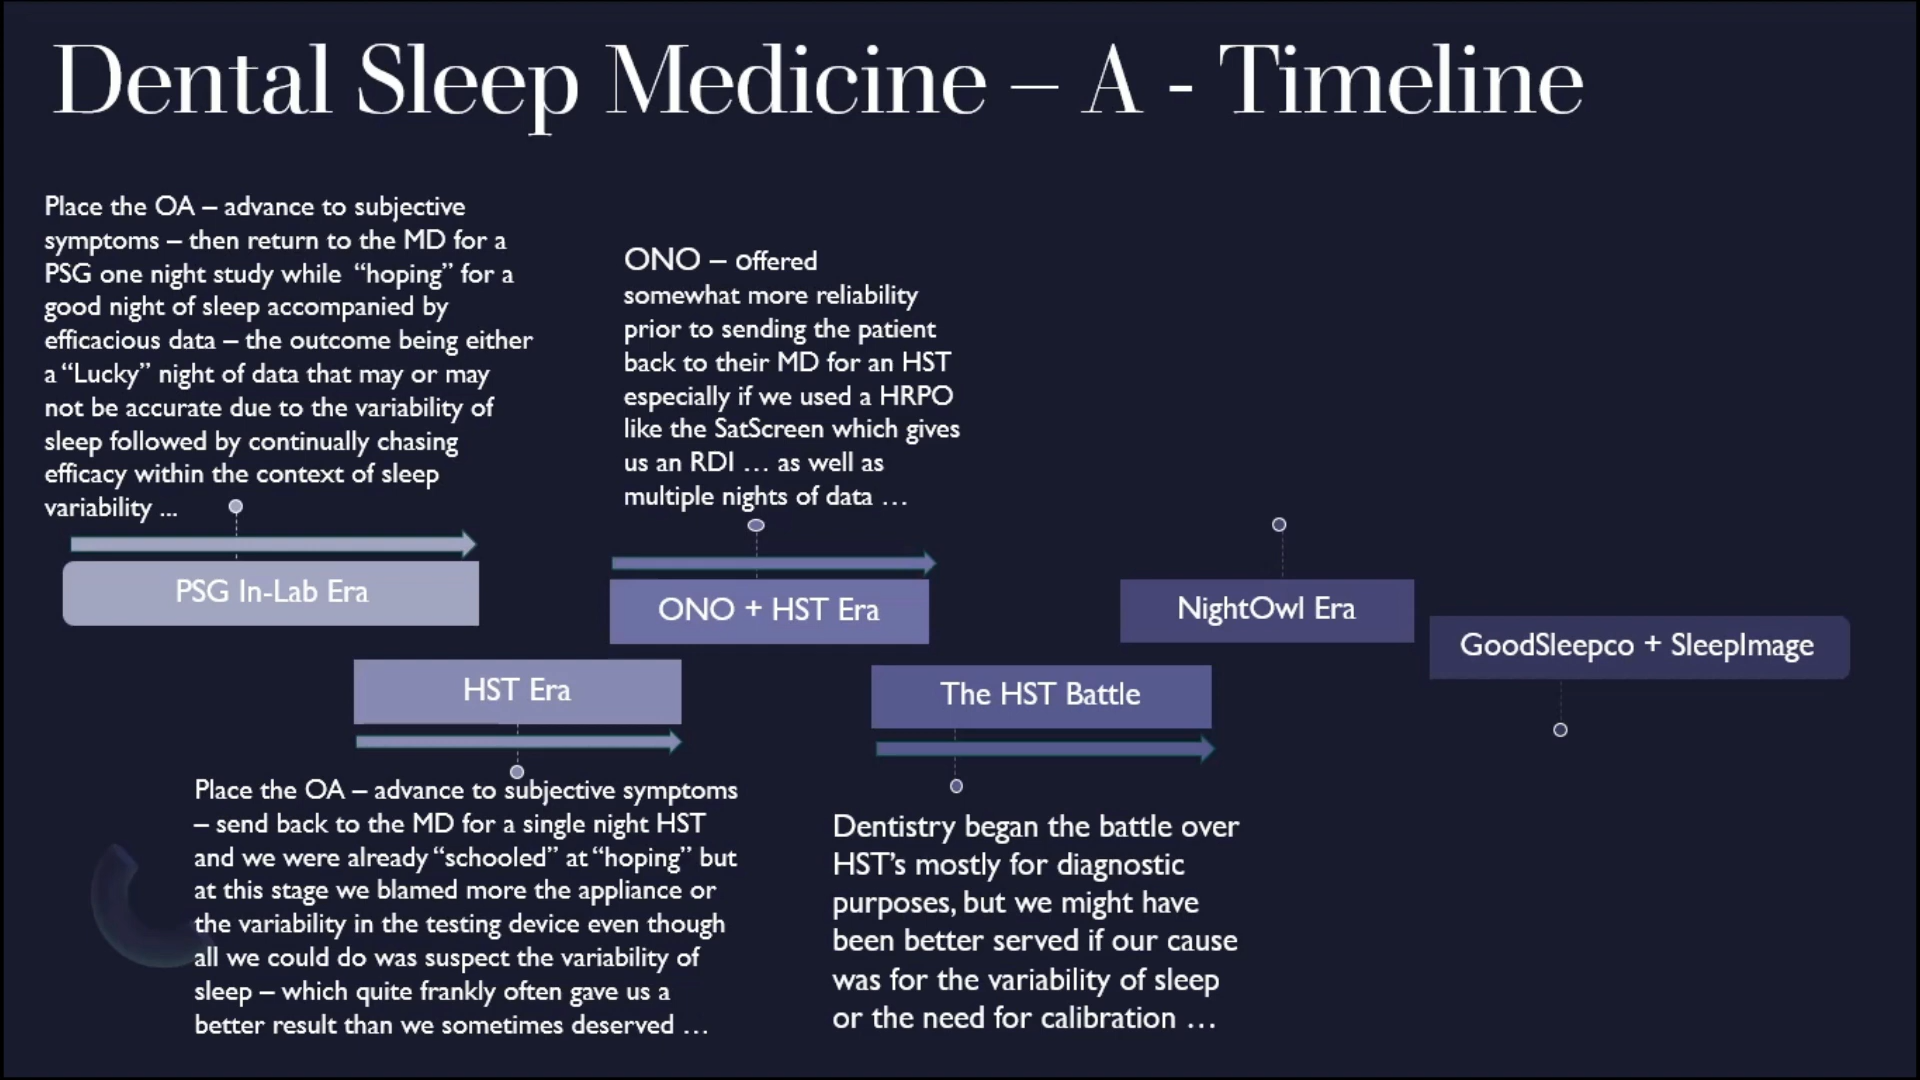 Dental Sleep Medicine – A - Timeline
Place the OA – advance to subjective
symptoms – then return to the MD for a
PSG one night study while “hoping” for a
good night of sleep accompanied by
efficacious data – the outcome being either
a “Lucky” night of data that may or may
not be accurate due to the variability of
sleep followed by continually chasing
efficacy within the context of sleep
variability ...
PSG In-Lab Era
HST Era
Place the OA – advance to subjective symptoms
– send back to the MD for a single night HST
and we were already “schooled” at “hoping” but
at this stage we blamed more the appliance or
the variability in the testing device even though
all we could do was suspect the variability of
sleep – which quite frankly often gave us a
better result than we sometimes deserved …
ONO – offered
somewhat more reliability
prior to sending the patient
back to their MD for an HST
especially if we used a HRPO
like the SatScreen which gives
us an RDI … as well as
multiple nights of data …
ONO + HST Era
The HST Battle
Dentistry began the battle over
HST’s mostly for diagnostic
purposes, but we might have
been better served if our cause
was for the variability of sleep
or the need for calibration …
NightOwl Era
GoodSleepco + SleepImage